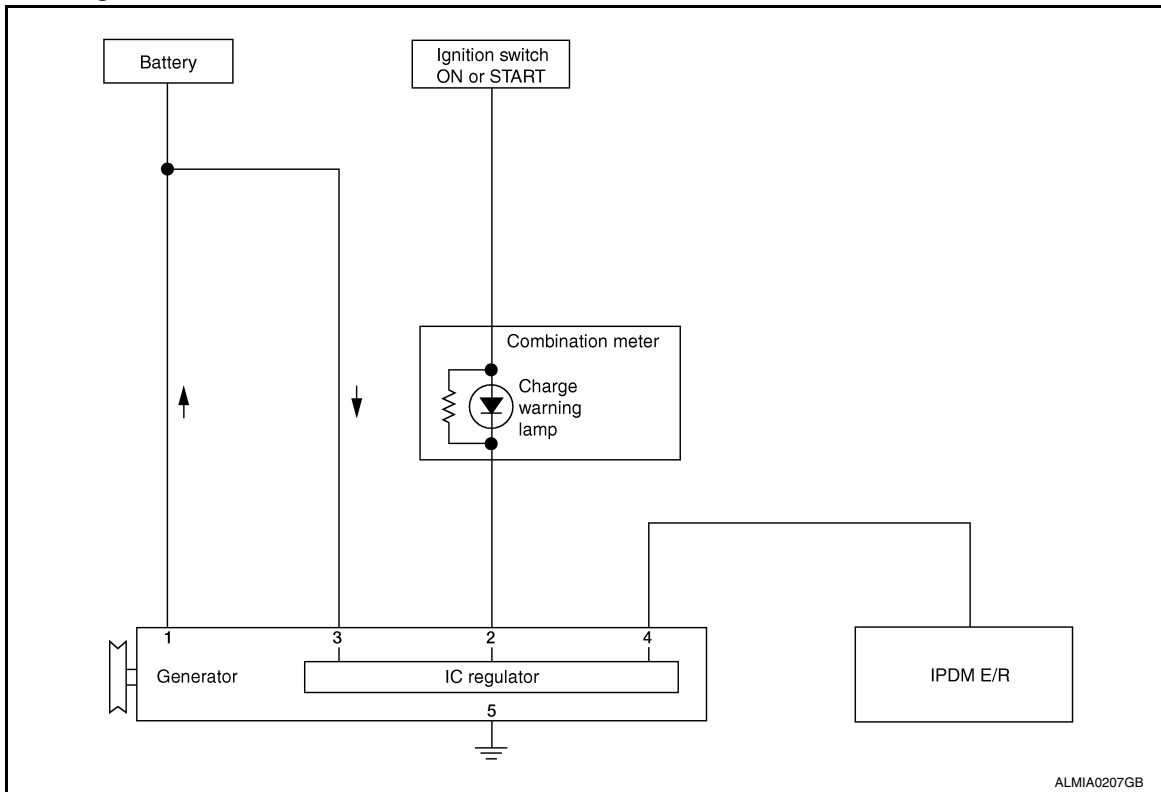 Battery
Ignition switch
ON or START
Combination meter
Charge
warning
lamp
1
3
2
4
Generator
IC regulator
IPDM E/R
5
ALMIA0207GB